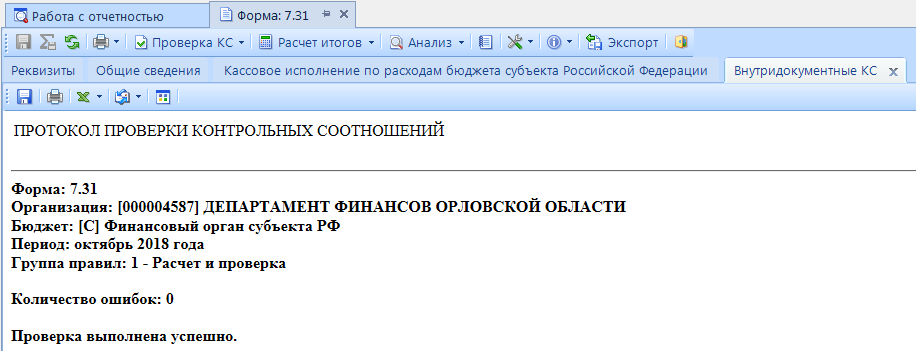 Работа с отчетностью Форма: 7.31
Проверка КС Расчет итогов Анализ Экспорт
Реквизиты Общие сведения Кассовое исполнение по расходам бюджета субъекта Российской Федерации Внутридокументные КС
ПРОТОКОЛ ПРОВЕРКИ КОНТРОЛЬНЫХ СООТНОШЕНИЙ
Форма: 7.31
Организация: [000004587] ДЕПАРТАМЕНТ ФИНАНСОВ ОРЛОВСКОЙ ОБЛАСТИ
Бюджет: [С] Финансовый орган субъекта РФ
Период: октябрь 2018 года
Группа правил: 1 - Расчет и проверка
Количество ошибок: 0
Проверка выполнена успешно.